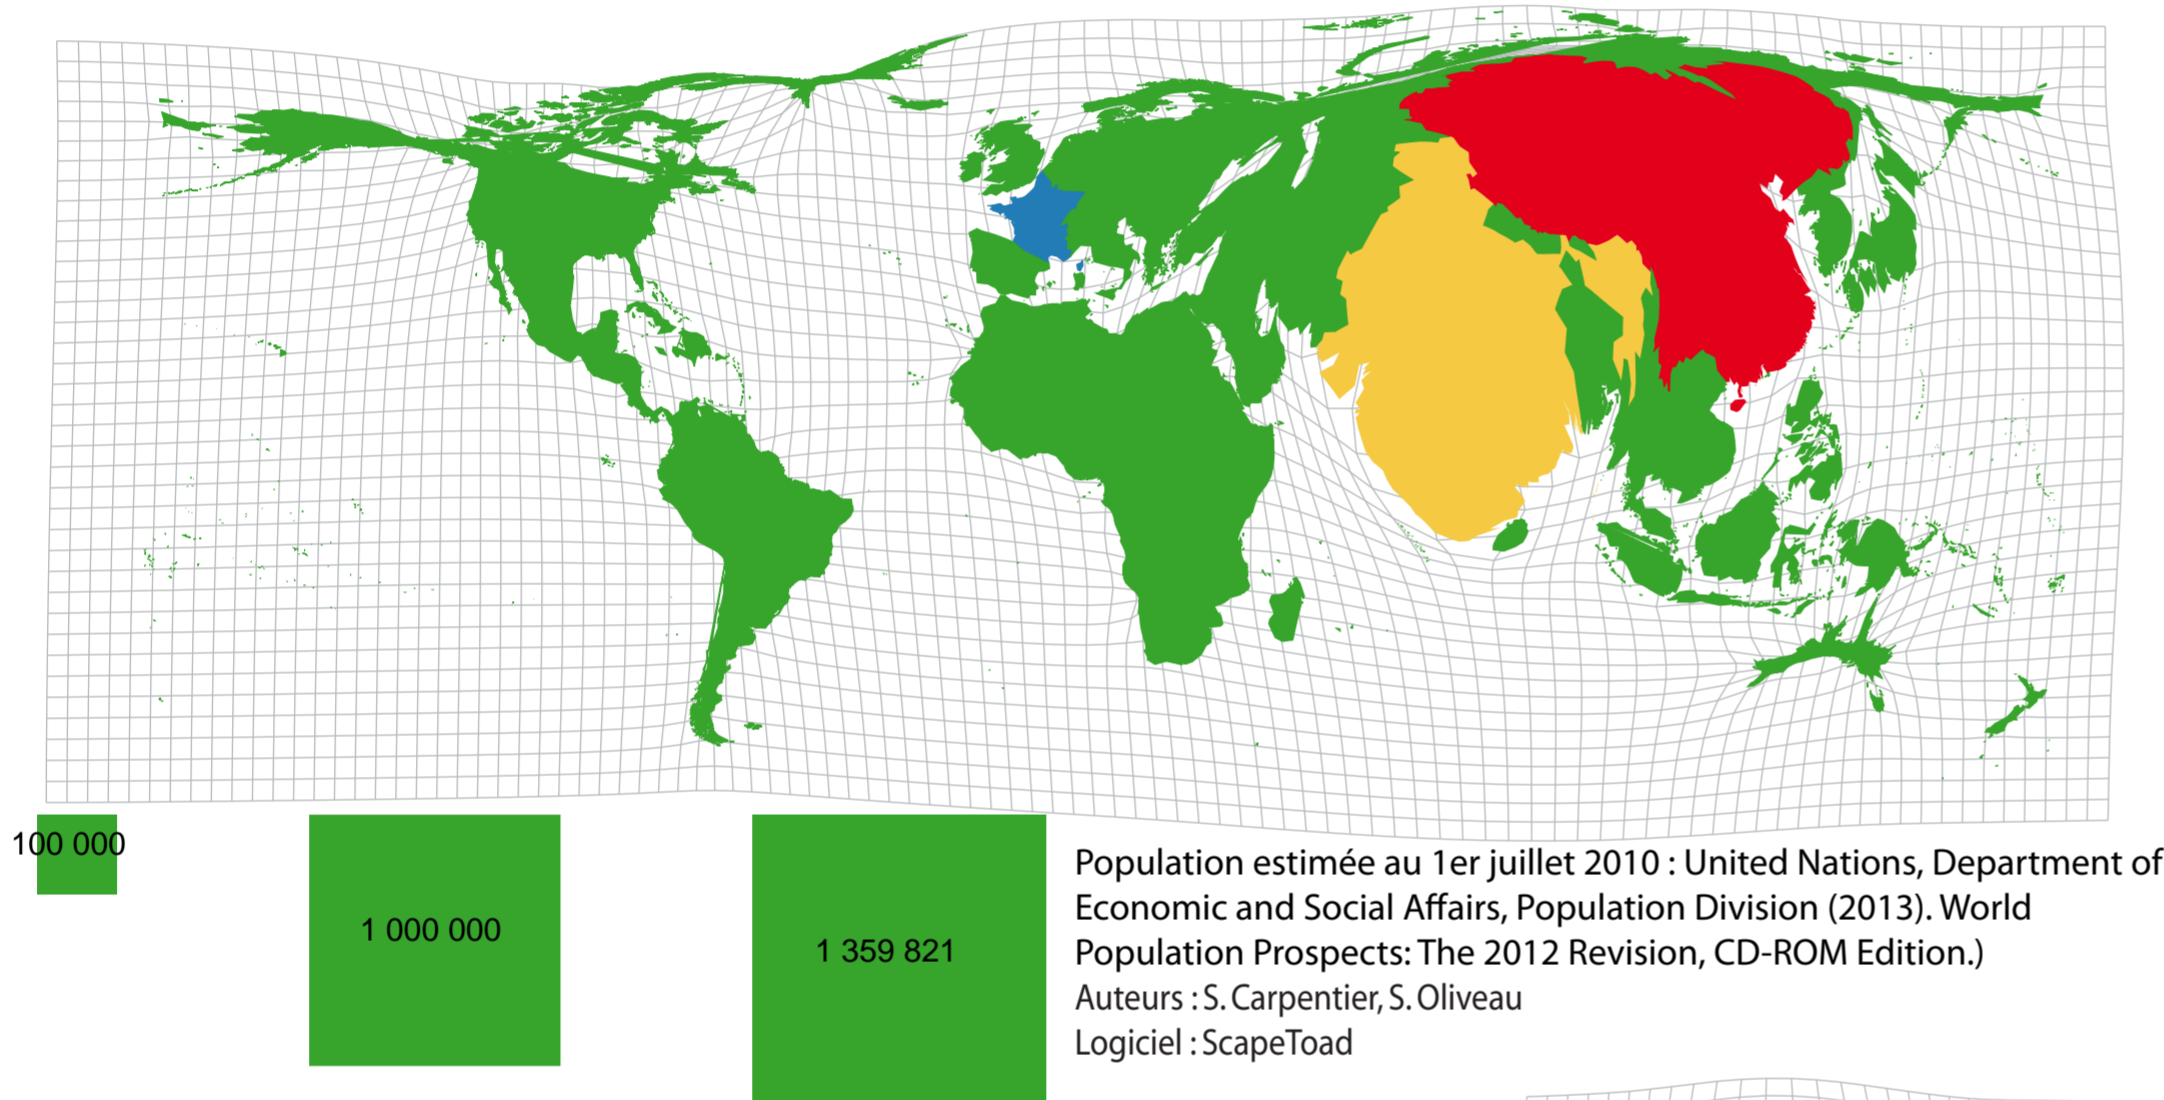 100 000
1 000 000
1 359 821
Population estimée au 1er juillet 2010 : United Nations, Department of
Economic and Social Affairs, Population Division (2013). World
Population Prospects: The 2012 Revision, CD-ROM Edition.)
Auteurs : S. Carpentier, S. Oliveau
Logiciel : ScapeToad